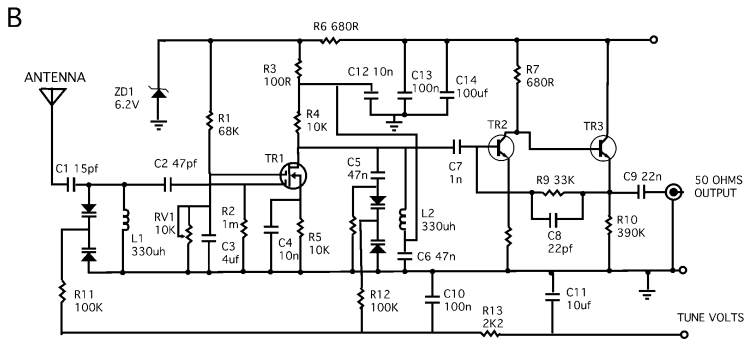 B
R6 680R
ANTENNA
ZD1
6.2V
R3
100R
C12 10n
C13
100n
C14
100uf
R7
680R
R1
68K
R4
10K
TR2
TR3
C1 15pf
C2 47pf
TR1
C5
47n
C7
1n
R9 33K
C9 22n
50 OHMS
OUTPUT
L1
330uh
RV1
10K
R2
1m
C3
4uf
C4
10n
R5
10K
L2
330uh
C6 47n
C8
22pf
R10
390K
R11
100K
R12
100K
C10
100n
R13
2K2
C11
10uf
TUNE VOLTS